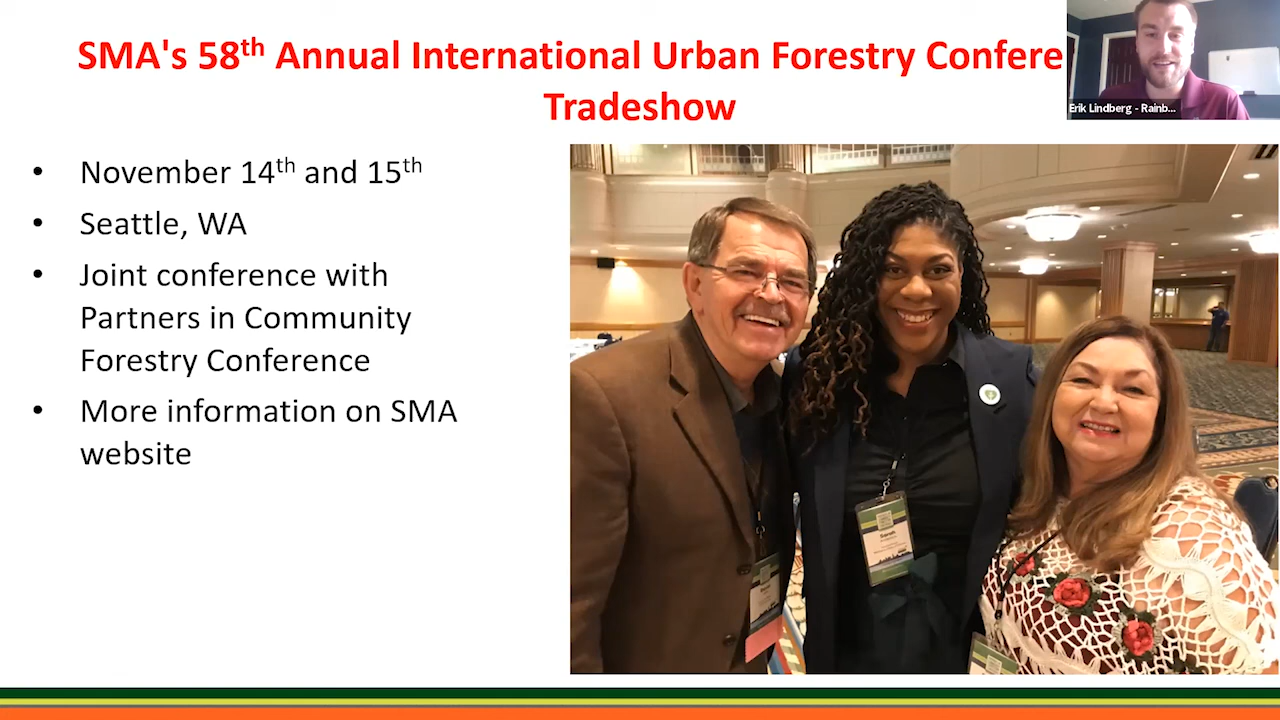 SMA's 58th Annual International Urban Forestry Confere
Tradeshow
Erik Lindberg - Rainb...
• November 14th and 15th
• Seattle, WA
• Joint conference with
Partners in Community
Forestry Conference
• More information on SMA
website
Sarah